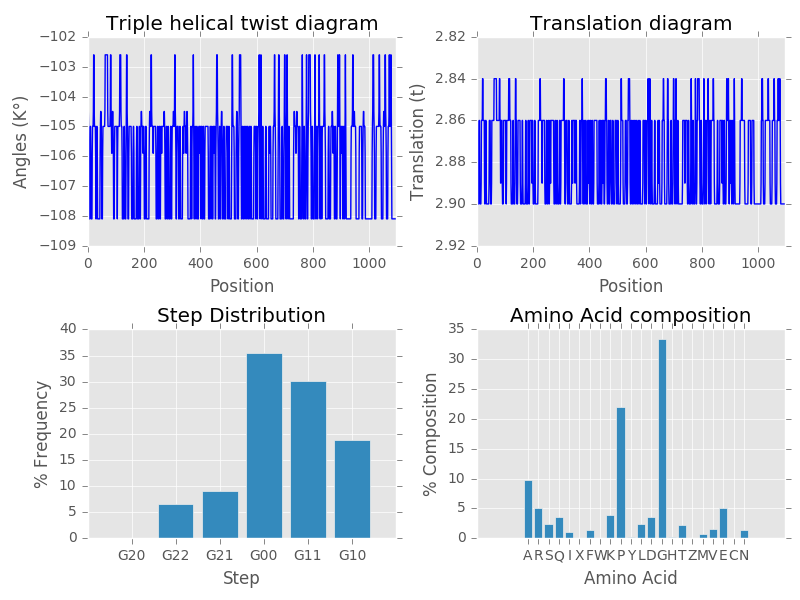 Triple helical twist diagram
Angles (K°)
−102
−103
−104
−105
−106
−107
−108
−109
0 200 400 600 800 1000
Position
Translation diagram
Translation (t)
2.82
2.84
2.86
2.88
2.90
2.92
0 200 400 600 800 1000
Position
Step Distribution
% Frequency
40
35
30
25
20
15
10
5
0
G20 G22 G21 G00 G11 G10
Step
Amino Acid composition
% Composition
35
30
25
20
15
10
5
0
A R S Q I X F W K P Y L D G H T Z M V E C N
Amino Acid